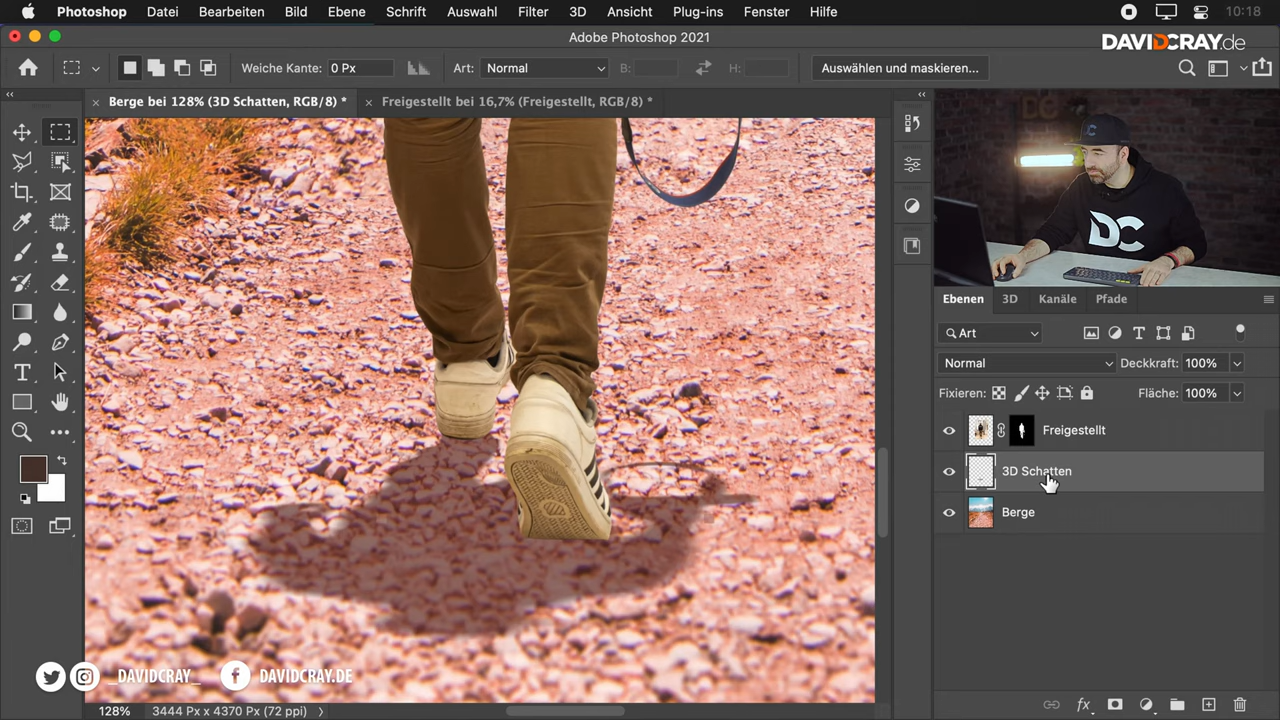 Photoshop Datei Bearbeiten Bild Ebene Schrift Auswahl Filter 3D Ansicht Plug-ins Fenster Hilfe 10:18
Adobe Photoshop 2021
DAVIDCRAY.de
Weiche Kante: 0 Px Art: Normal B: H: Auswählen und maskieren...
Berge bei 128% (3D Schatten, RGB/8) * Freigestellt bei 16,7% (Freigestellt, RGB/8) *
DC
Ebenen 3D Kanäle Pfade
Art
Normal Deckkraft: 100%
Fixieren: Fläche: 100%
Freigestellt
3D Schatten
Berge
_DAVIDCRAY_ DAVIDCRAY.DE
128% 3444 Px x 4370 Px (72 ppi)